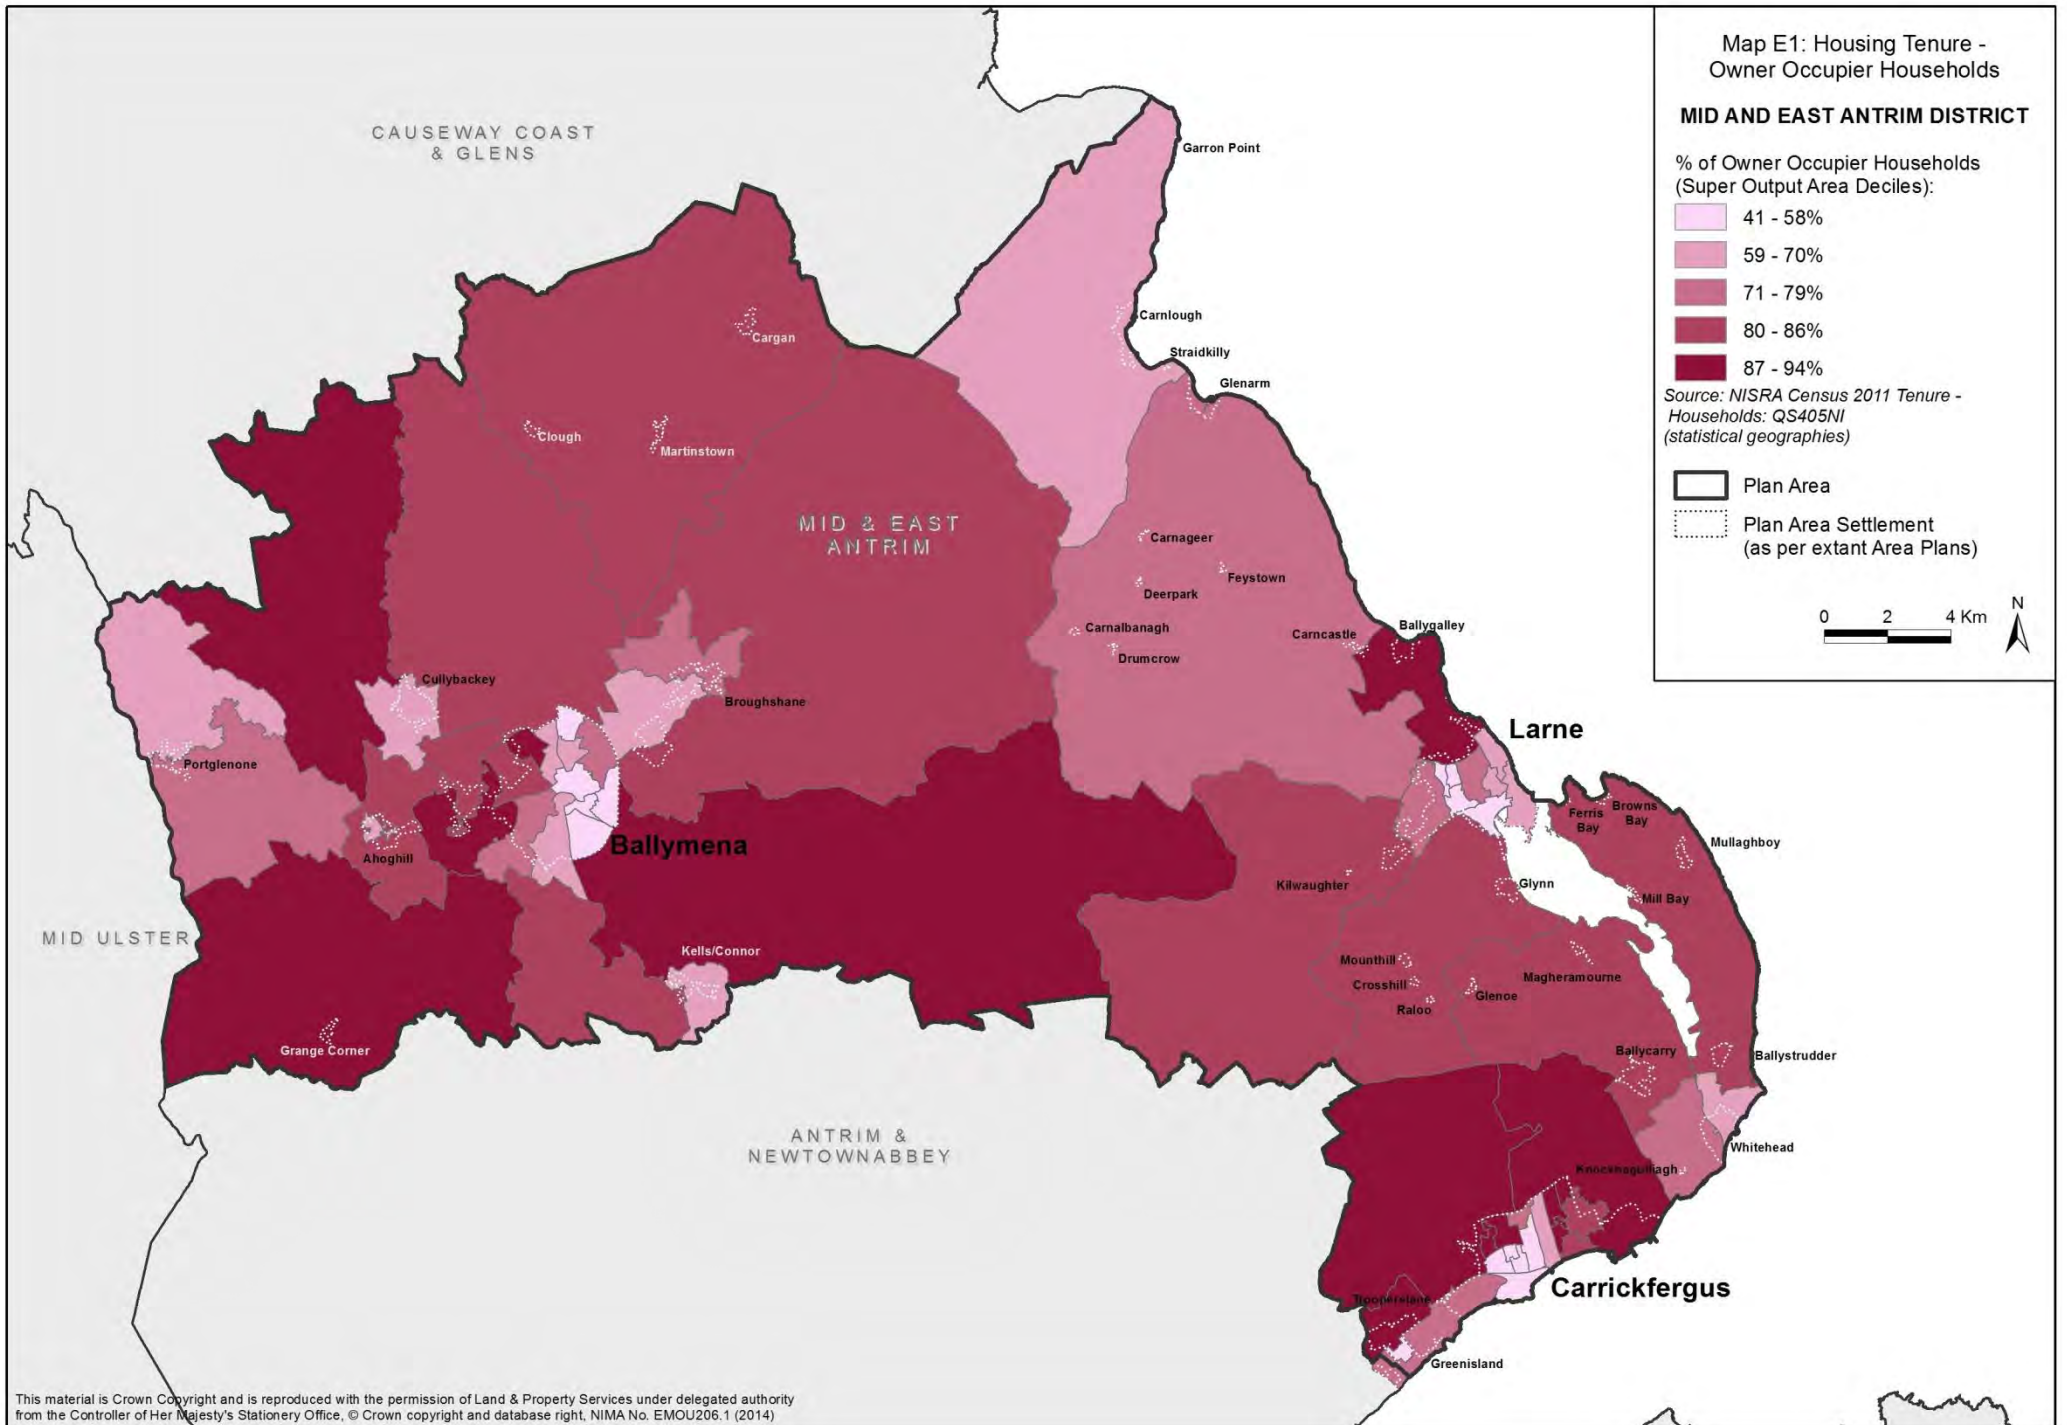 Map E1: Housing Tenure -
Owner Occupier Households
MID AND EAST ANTRIM DISTRICT
% of Owner Occupier Households
(Super Output Area Deciles):
41 - 58%
59 - 70%
71 - 79%
80 - 86%
87 - 94%
Source: NISRA Census 2011 Tenure -
Households: QS405NI
(statistical geographies)
Plan Area
Plan Area Settlement
(as per extant Area Plans)
0 2 4 Km
N
CAUSEWAY COAST
& GLENS
Garron Point
Carnlough
Straidkilly
Glenarm
Cargan
Clough
Martinstown
MID & EAST
ANTRIM
Carnageer
Feystown
Deerpark
Carnalbanagh
Drumcrow
Carncastle
Ballygalley
Cullybackey
Broughshane
Larne
Portglenone
Ferris
Bay
Browns
Bay
Mullaghboy
Ahoghill
Ballymena
Kilwaughter
Glynn
Mill Bay
MID ULSTER
Kells/Connor
Mounthill
Crosshill
Raloo
Glenoe
Magheramourne
Grange Corner
Ballycarry
Ballystrudder
ANTRIM &
NEWTOWNABBEY
Whitehead
Knocknagulliagh
Carrickfergus
Trooperslane
Greenisland
This material is Crown Copyright and is reproduced with the permission of Land & Property Services under delegated authority
from the Controller of Her Majesty's Stationery Office, © Crown copyright and database right, NIMA No. EMOU206.1 (2014)